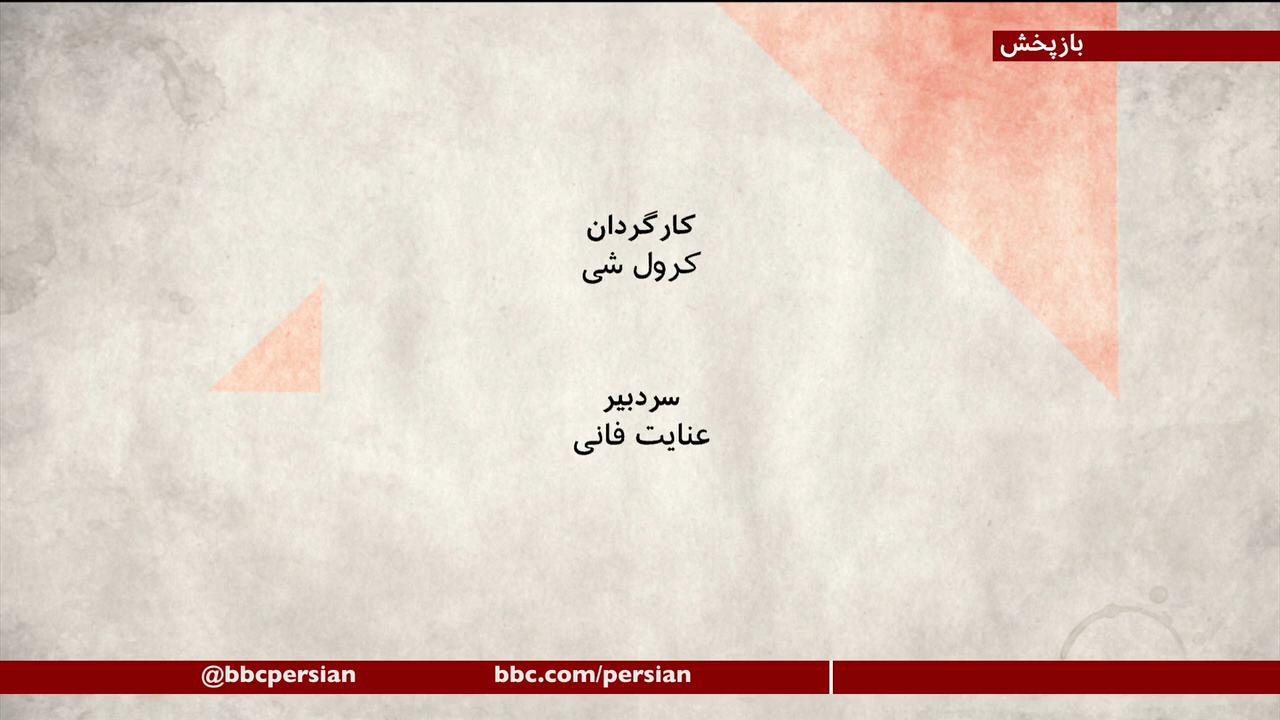 بازپخش
کارگردان
کرول شی
سردبیر
عنایت فانی
@bbcpersian
bbc.com/persian